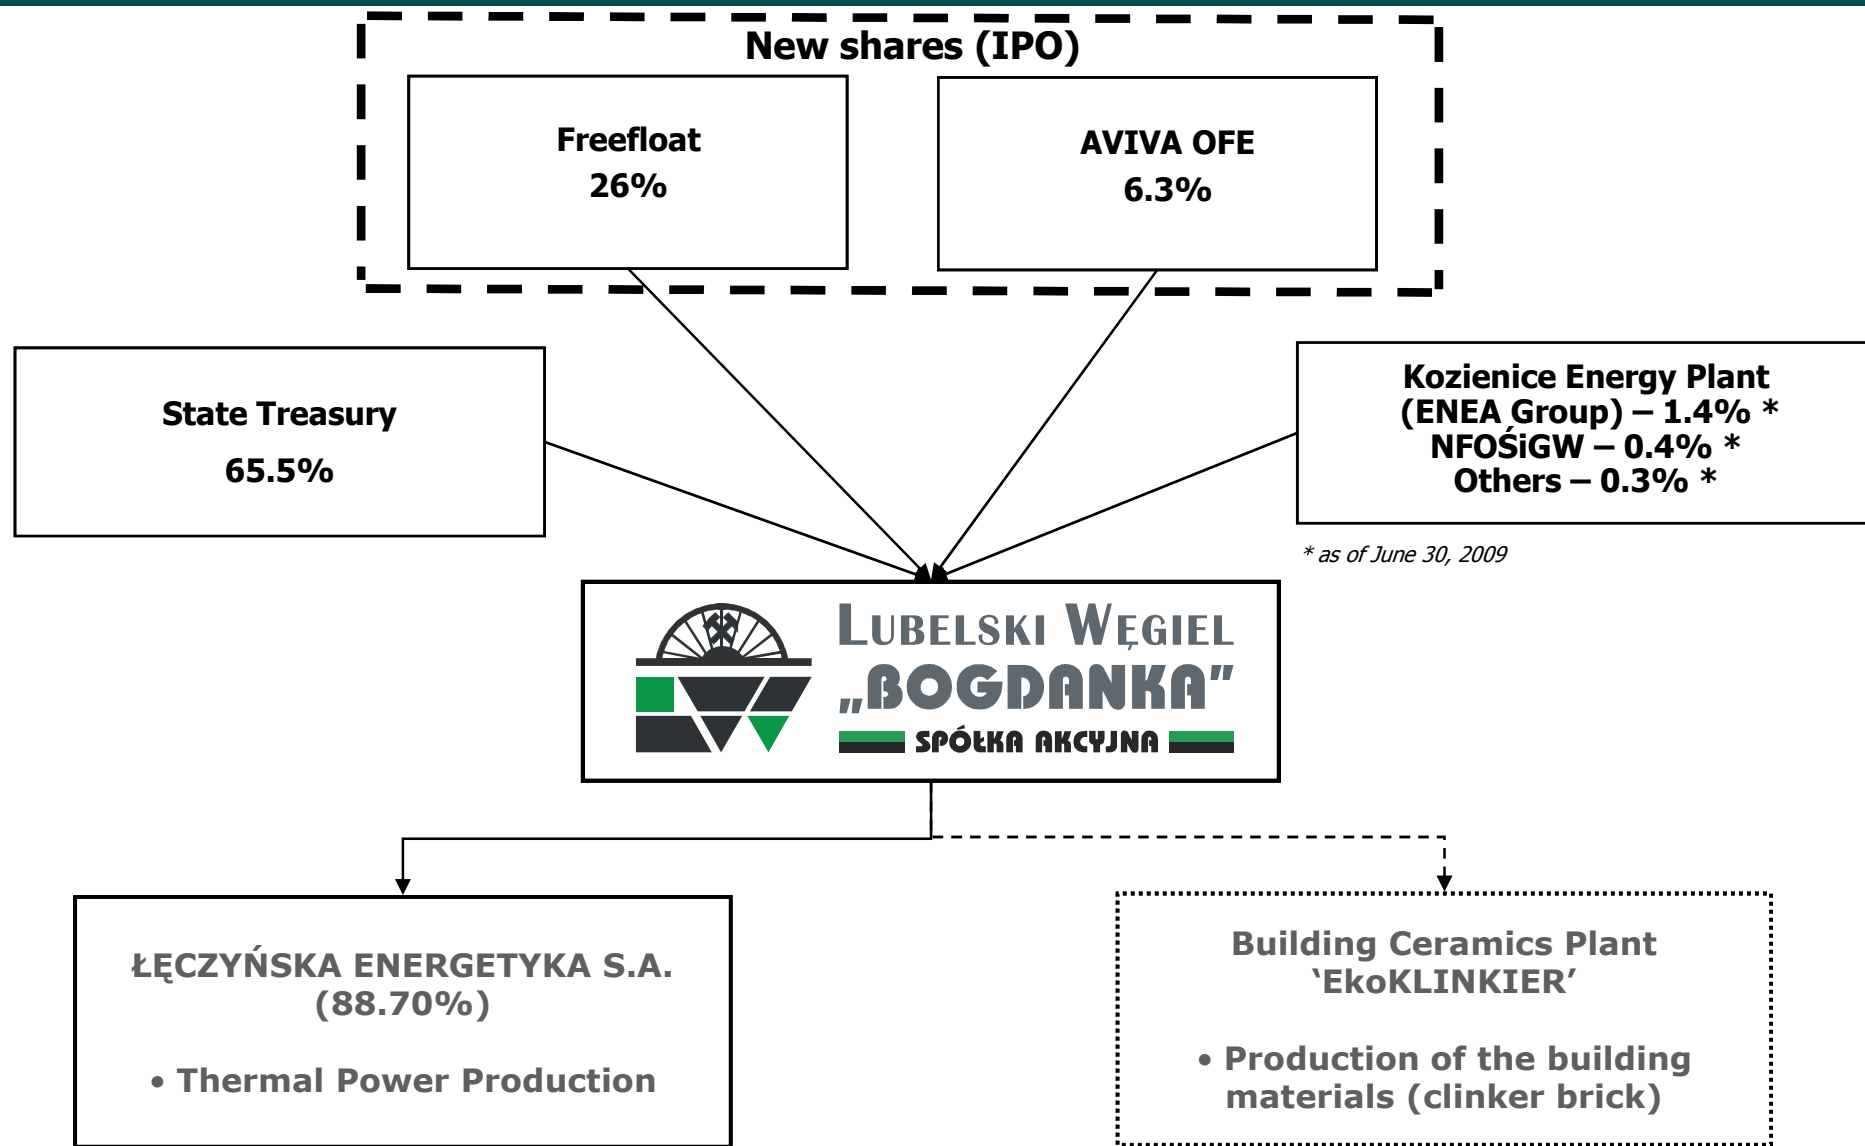 New shares (IPO)
Freefloat
26%
AVIVA OFE
6.3%
State Treasury
65.5%
Kozienice Energy Plant
(ENEA Group) – 1.4% *
NFOŚiGW – 0.4% *
Others – 0.3% *
* as of June 30, 2009
LUBELSKI WĘGIEL
„BOGDANKA”
SPÓŁKA AKCYJNA
ŁĘCZYŃSKA ENERGETYKA S.A.
(88.70%)
• Thermal Power Production
Building Ceramics Plant
‘EkoKLINKIER’
• Production of the building
materials (clinker brick)